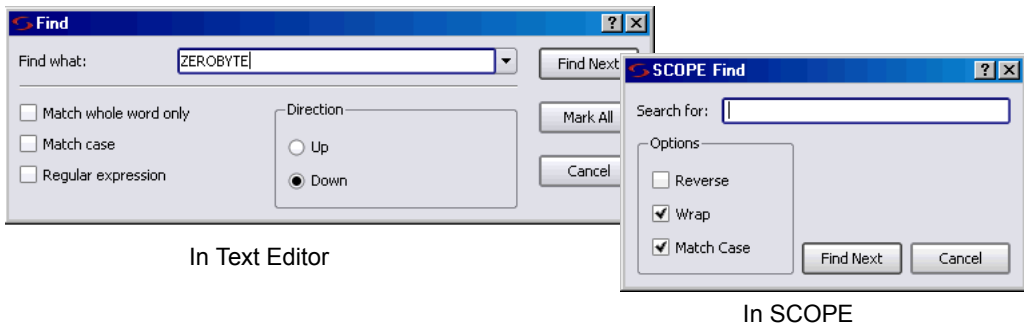 Find
Find what: ZEROBYTE Find Next
Match whole word only
Match case
Regular expression
Direction
Up
Down
Mark All
Cancel
In Text Editor
SCOPE Find
Search for:
Options
Reverse
Wrap
Match Case
Find Next Cancel
In SCOPE